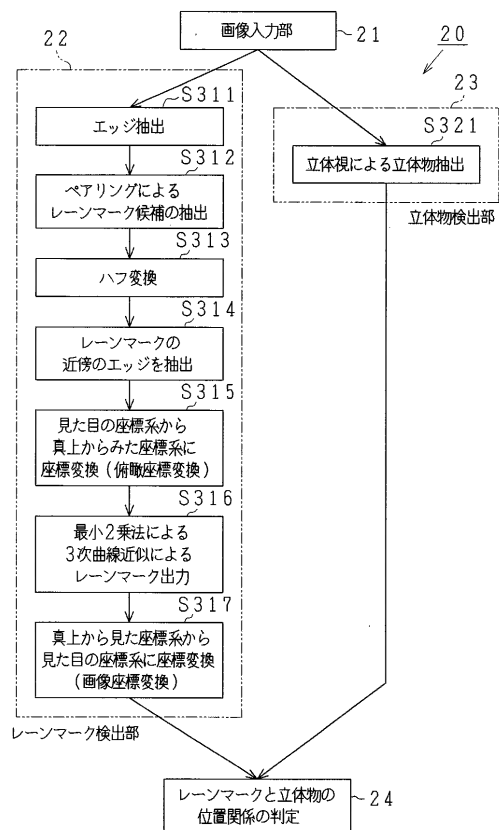 画像入力部
21
20
22
23
S311
エッジ抽出
S321
立体視による立体物抽出
立体物検出部
S312
ペアリングによる
レーンマーク候補の抽出
S313
ハフ変換
S314
レーンマークの
近傍のエッジを抽出
S315
見た目の座標系から
真上からみた座標系に
座標変換(俯瞰座標変換)
S316
最小2乗法による
3次曲線近似による
レーンマーク出力
S317
真上から見た座標系から
見た目の座標系に座標変換
(画像座標変換)
レーンマーク検出部
レーンマークと立体物の
位置関係の判定
24